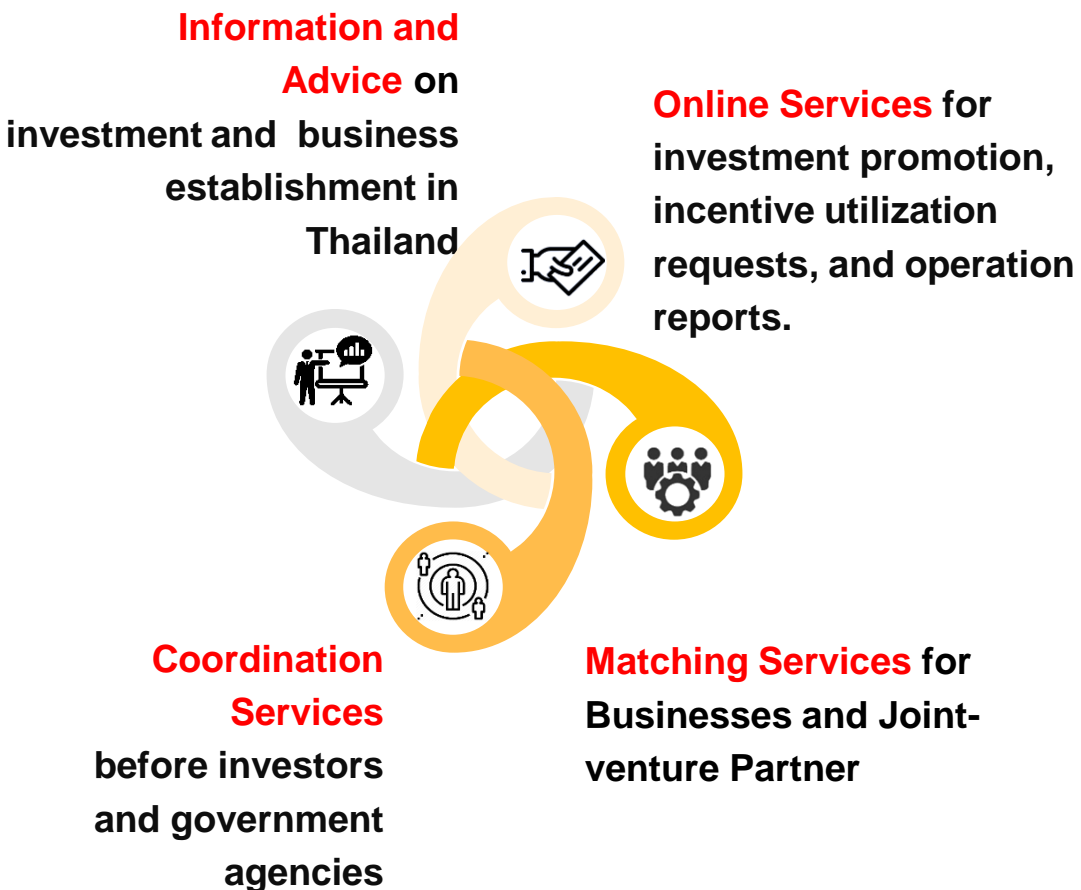 Information and
Advice on
investment and business
establishment in
Thailand
Online Services for
investment promotion,
incentive utilization
requests, and operation
reports.
Coordination
Services
before investors
and government
agencies
Matching Services for
Businesses and Joint-
venture Partner